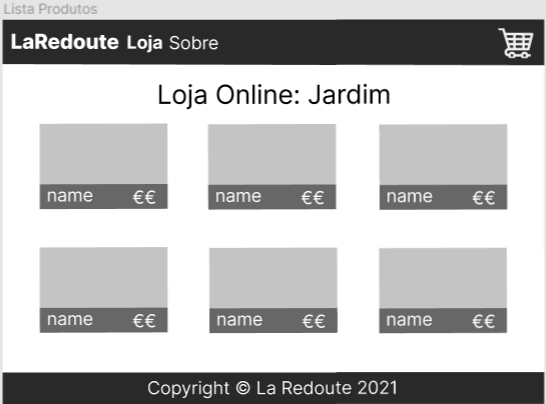 Lista Produtos
LaRedoute Loja Sobre
Loja Online: Jardim
name €€ name €€ name €€
name €€ name €€ name €€
Copyright © La Redoute 2021